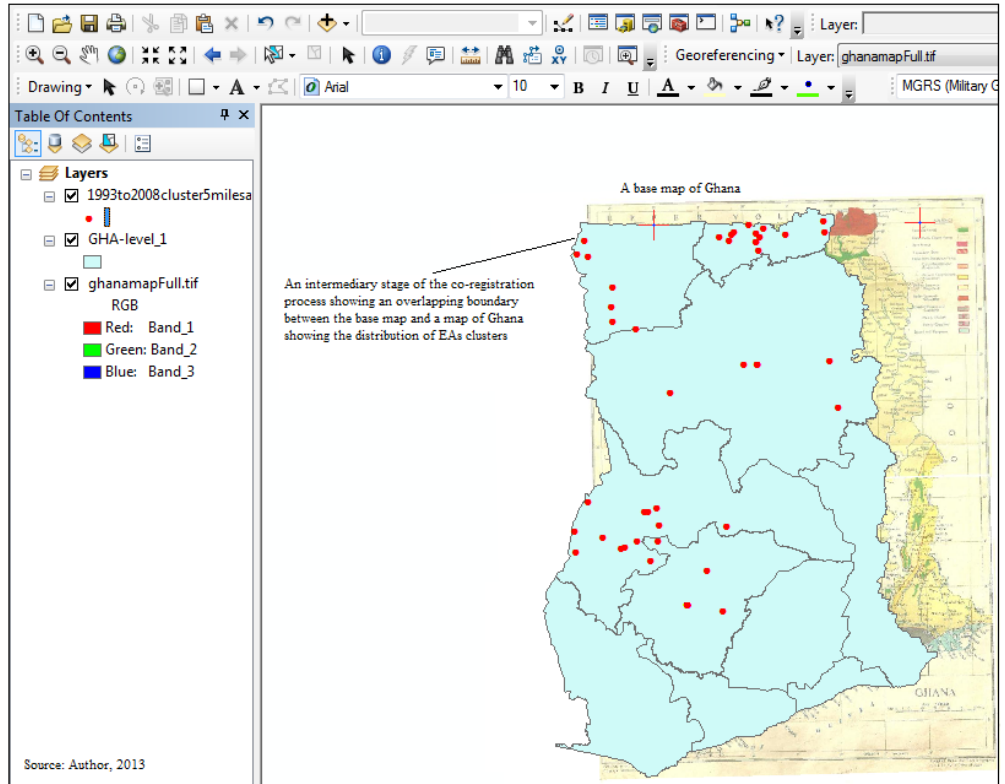 Layer:
Georeferencing Layer: ghanamapFull.tif
Drawing A Arial 10 B I U A MGRS (Military G
Table Of Contents
Layers
1993to2008cluster5milesa
GHA-level_1
ghanamapFull.tif
RGB
Red: Band_1
Green: Band_2
Blue: Band_3
A base map of Ghana
An intermediary stage of the co-registration
process showing an overlapping boundary
between the base map and a map of Ghana
showing the distribution of EAs clusters
GHANA
Source: Author, 2013